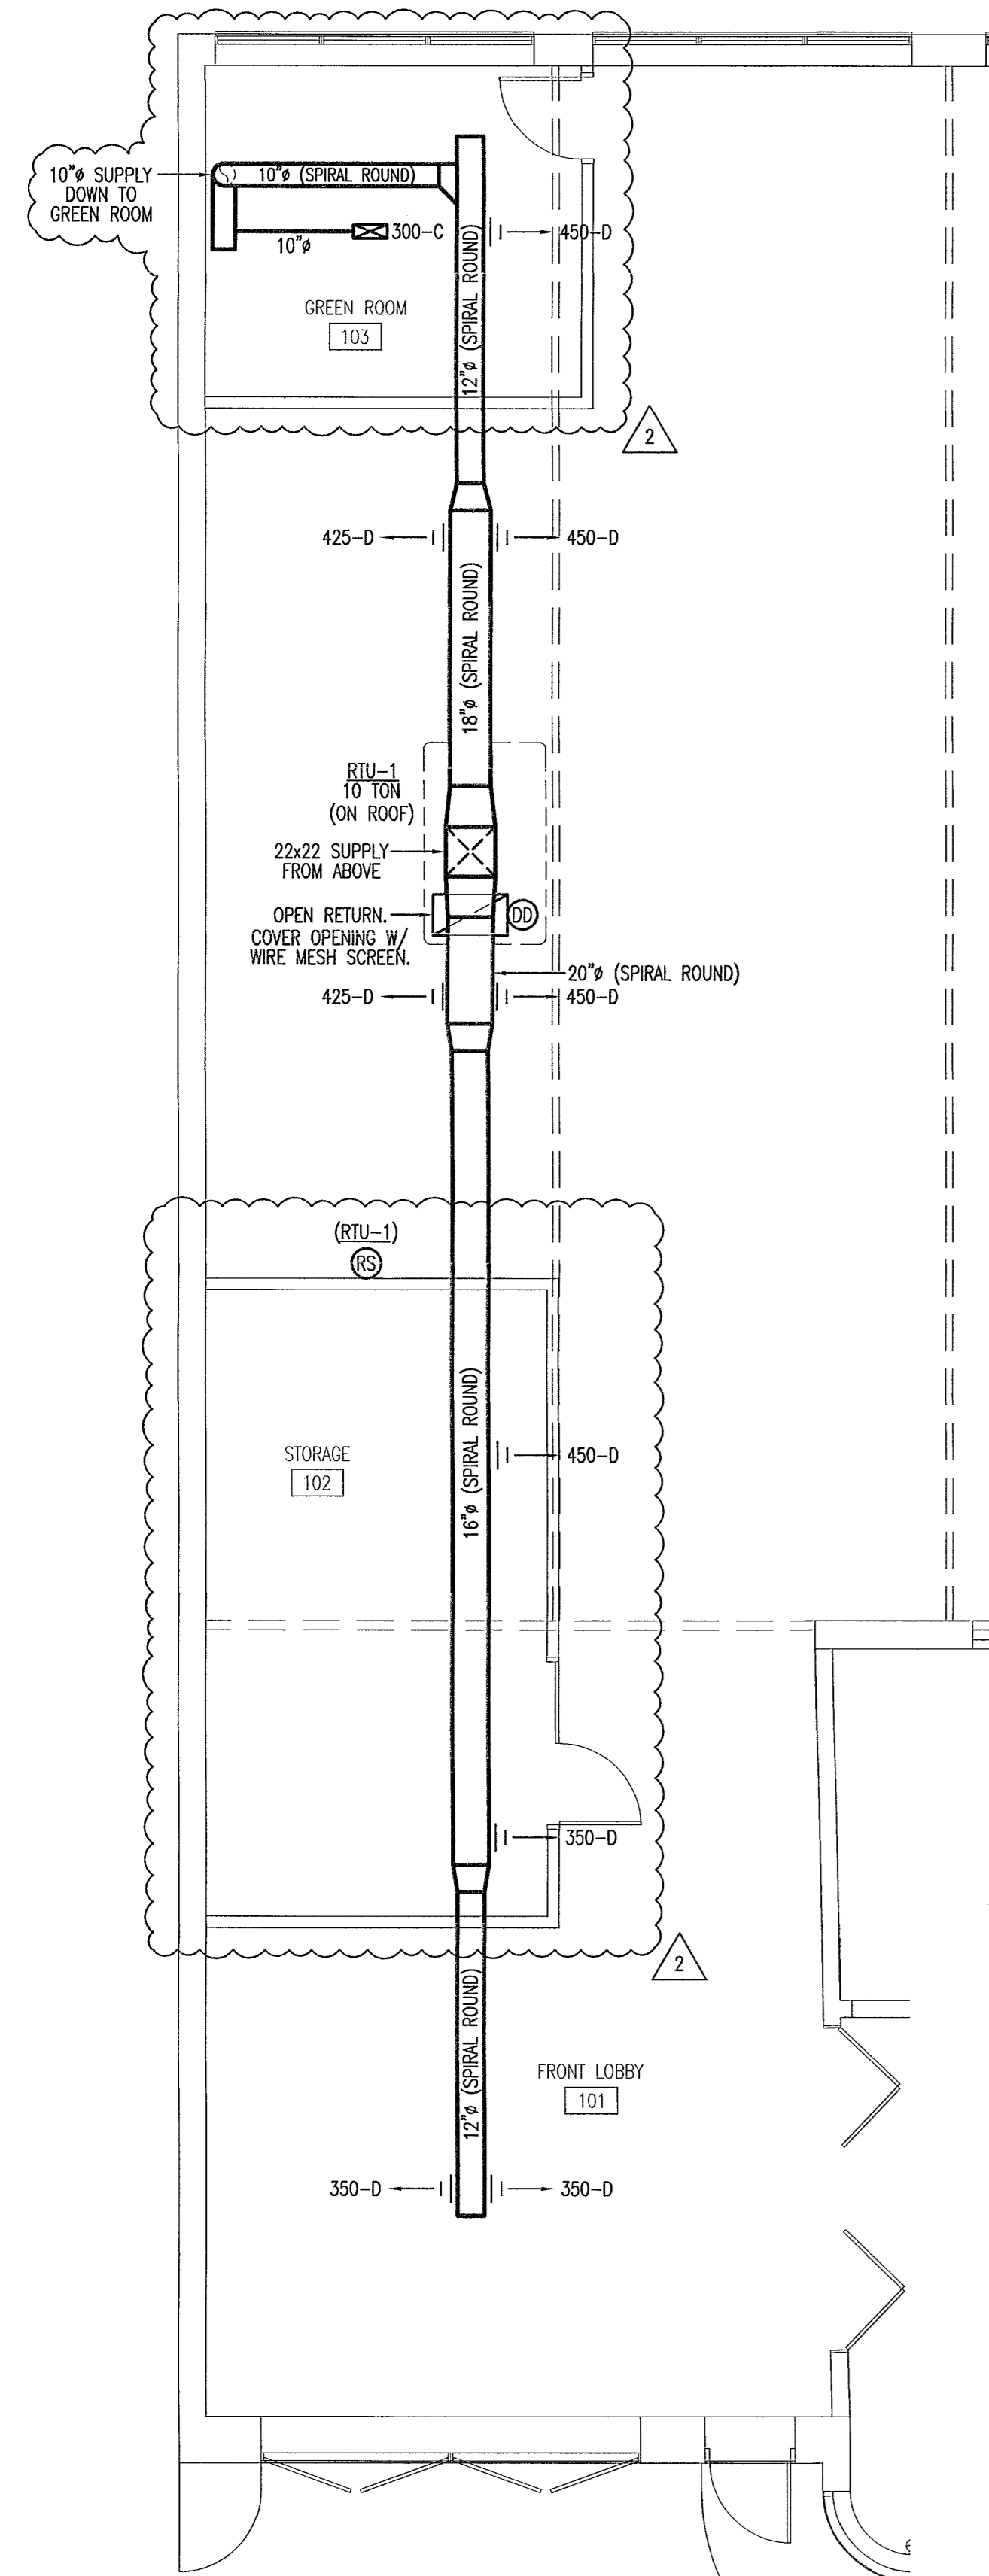 10"ø SUPPLY
DOWN TO
GREEN ROOM
10"ø (SPIRAL ROUND)
10"ø
300-C
450-D
12"ø (SPIRAL ROUND)
GREEN ROOM
103
2
425-D
450-D
18"ø (SPIRAL ROUND)
RTU-1
10 TON
(ON ROOF)
22x22 SUPPLY
FROM ABOVE
OPEN RETURN.
COVER OPENING W/
WIRE MESH SCREEN.
DD
20"ø (SPIRAL ROUND)
425-D
450-D
(RTU-1)
RS
16"ø (SPIRAL ROUND)
STORAGE
102
450-D
350-D
2
12"ø (SPIRAL ROUND)
FRONT LOBBY
101
350-D
350-D